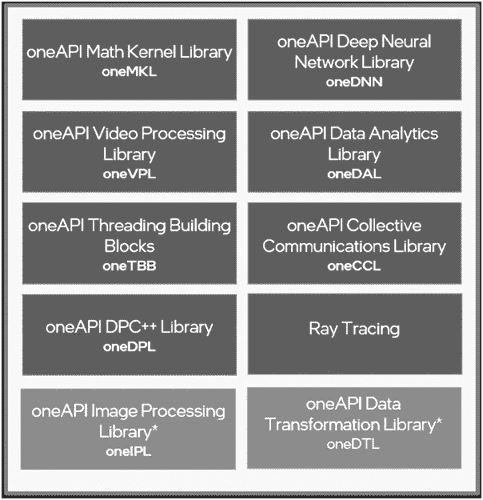 oneAPI Math Kernel Library
oneMKL
oneAPI Deep Neural
Network Library
oneDNN
oneAPI Video Processing
Library
oneVPL
oneAPI Data Analytics
Library
oneDAL
oneAPI Threading Building
Blocks
oneTBB
oneAPI Collective
Communications Library
oneCCL
oneAPI DPC++ Library
oneDPL
Ray Tracing
oneAPI Image Processing
Library*
oneIPL
oneAPI Data
Transformation Library*
oneDTL